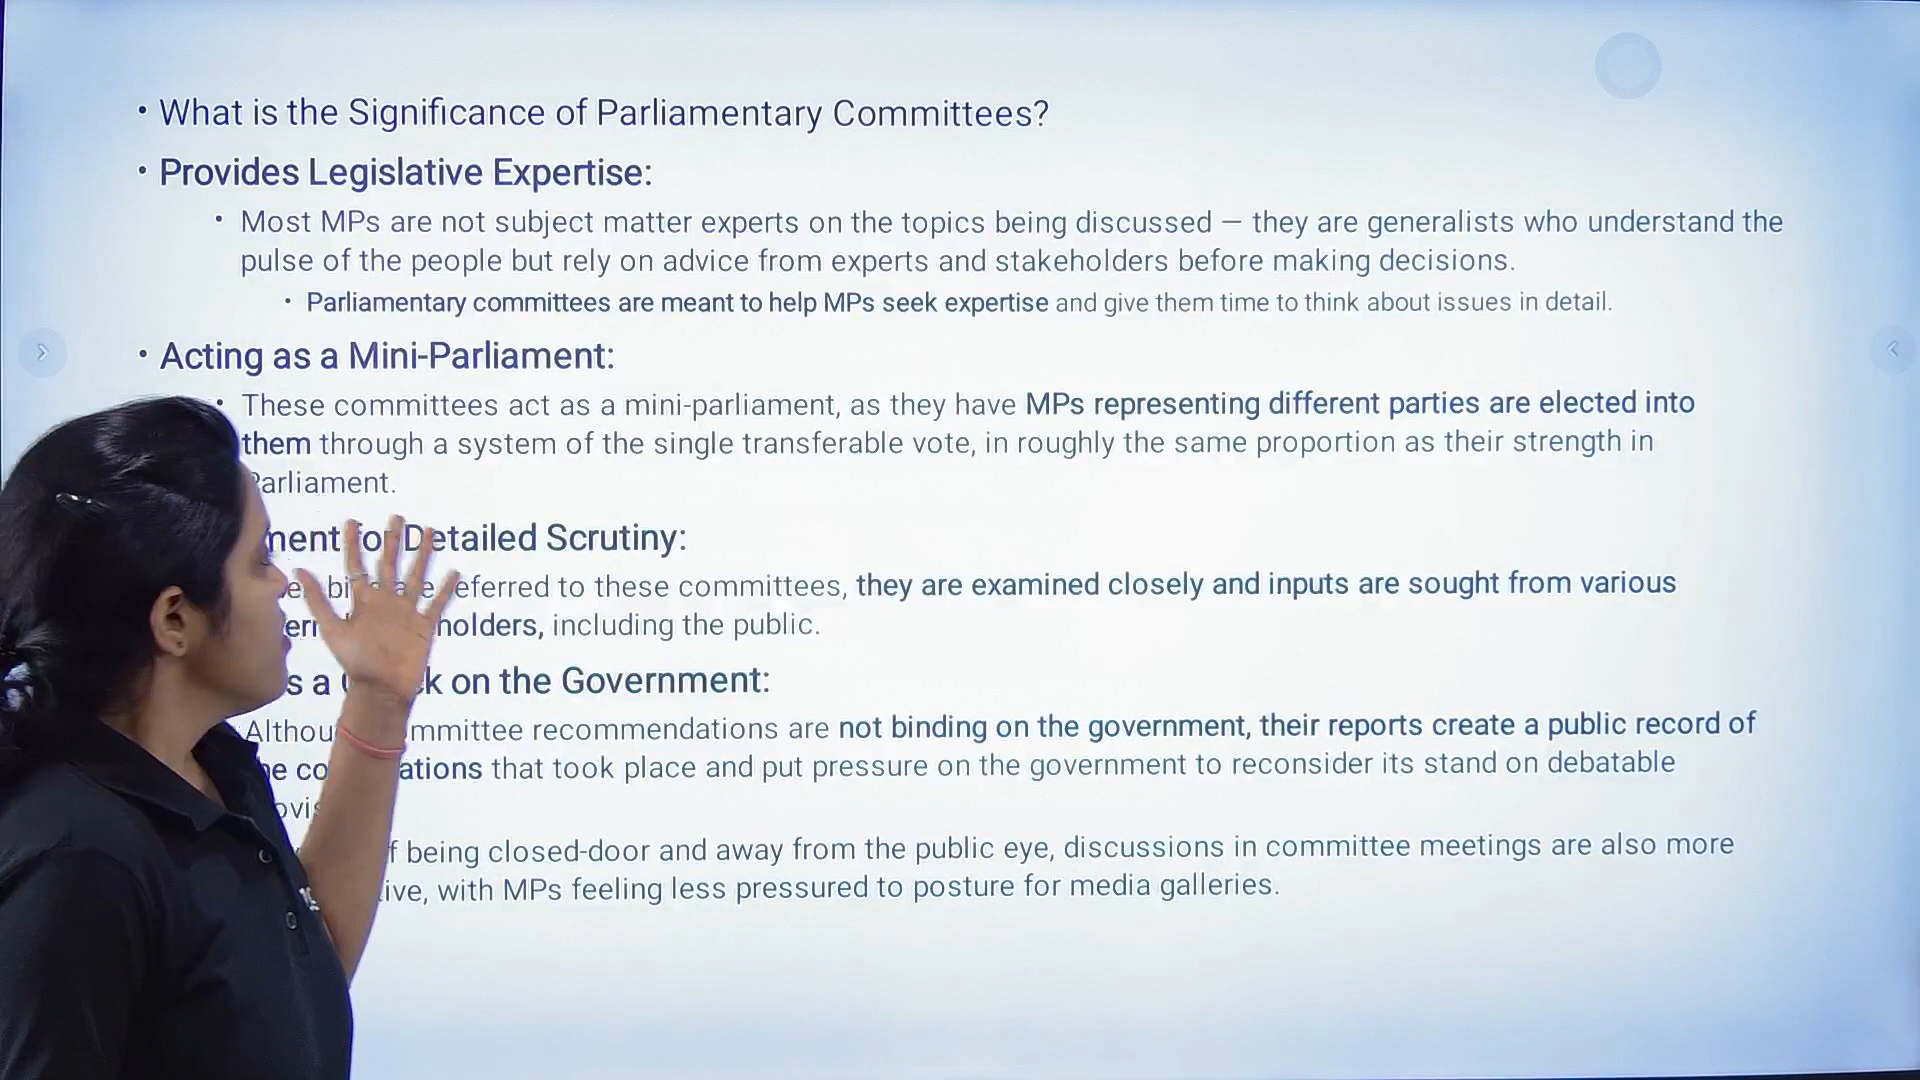 • What is the Significance of Parliamentary Committees?
• Provides Legislative Expertise:
• Most MPs are not subject matter experts on the topics being discussed — they are generalists who understand the
pulse of the people but rely on advice from experts and stakeholders before making decisions.
• Parliamentary committees are meant to help MPs seek expertise and give them time to think about issues in detail.
• Acting as a Mini-Parliament:
• These committees act as a mini-parliament, as they have MPs representing different parties are elected into
them through a system of the single transferable vote, in roughly the same proportion as their strength in
Parliament.
for Detailed Scrutiny:
referred to these committees, they are examined closely and inputs are sought from various
including the public.
a on the Government:
committee recommendations are not binding on the government, their reports create a public record of
that took place and put pressure on the government to reconsider its stand on debatable
being closed-door and away from the public eye, discussions in committee meetings are also more
with MPs feeling less pressured to posture for media galleries.